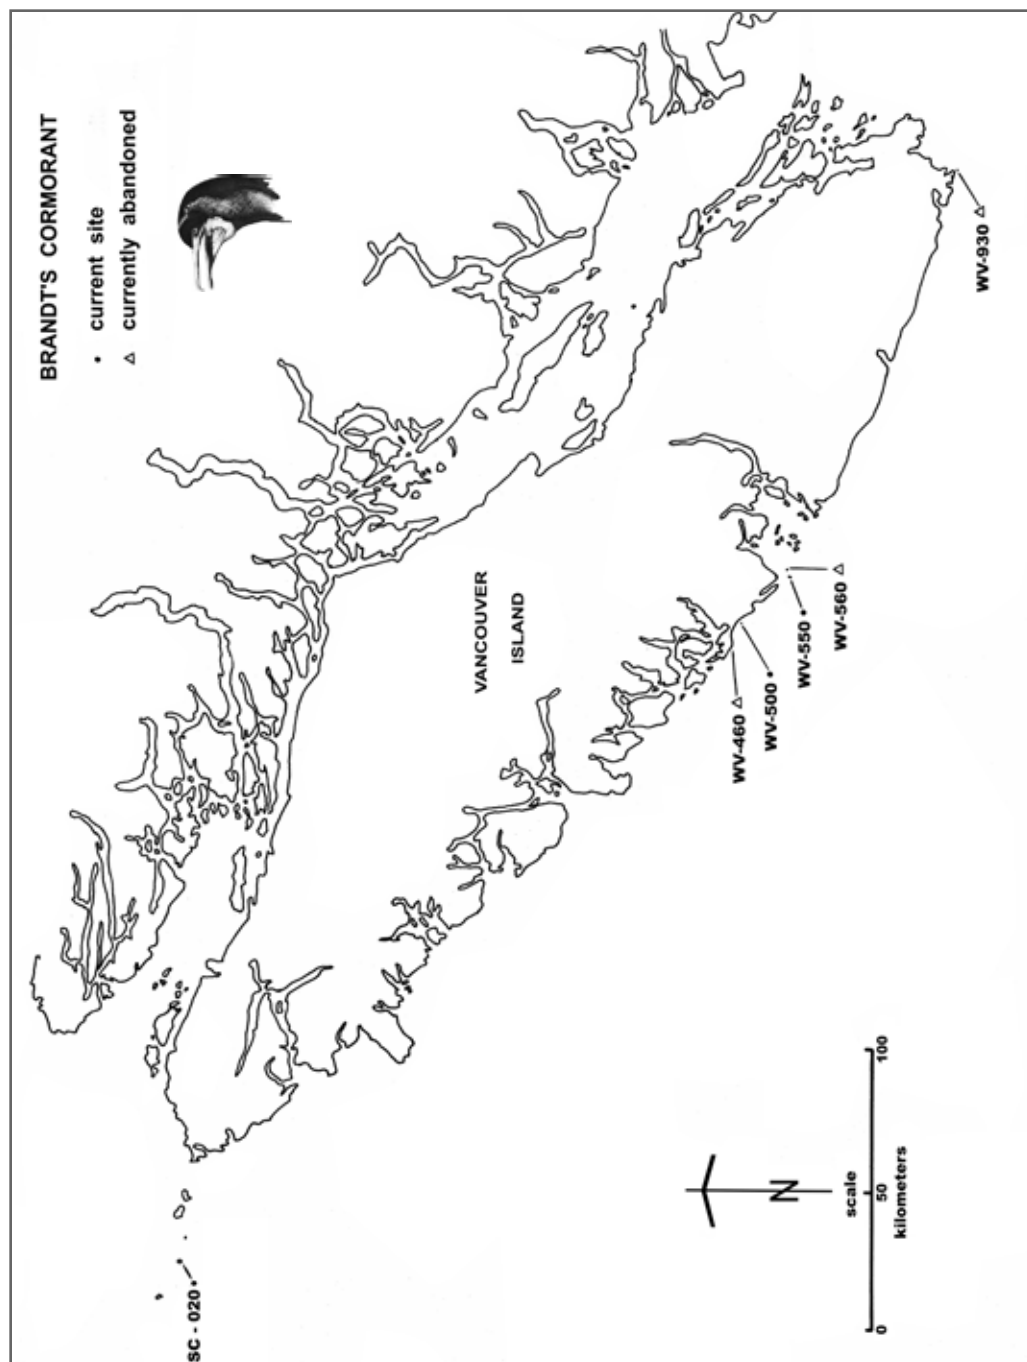 BRANDT'S CORMORANT
• current site
△ currently abandoned
VANCOUVER
ISLAND
SC - 020 •
WV-460 △
WV-500 •
WV-550 •
WV-560 △
WV-930 △
N
scale
0 50 100
kilometers